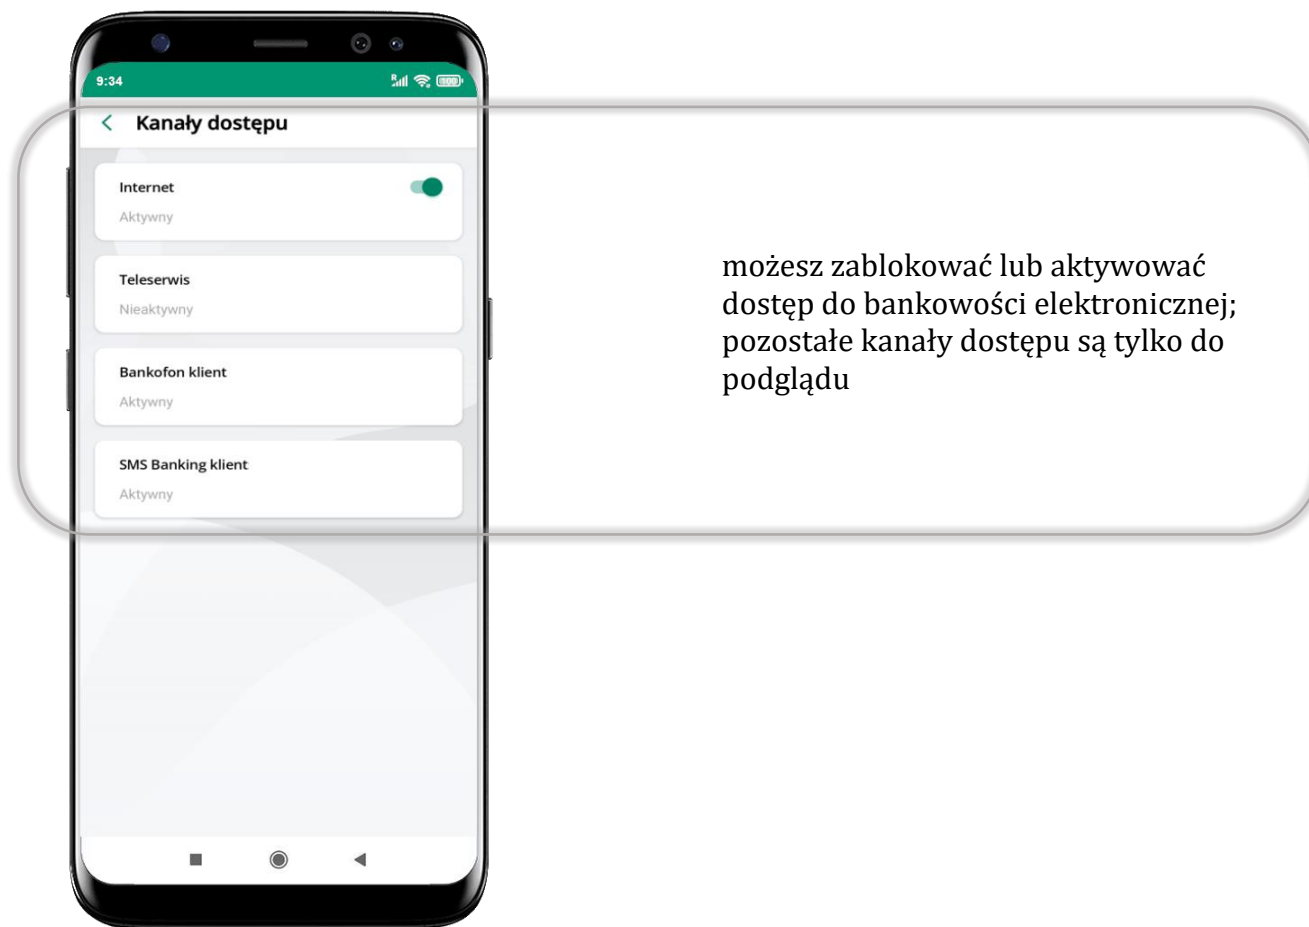 9:34
Kanały dostępu
Internet
Aktywny
Teleserwis
Nieaktywny
Bankofon klient
Aktywny
SMS Banking klient
Aktywny
możesz zablokować lub aktywować
dostęp do bankowości elektronicznej;
pozostałe kanały dostępu są tylko do
podglądu